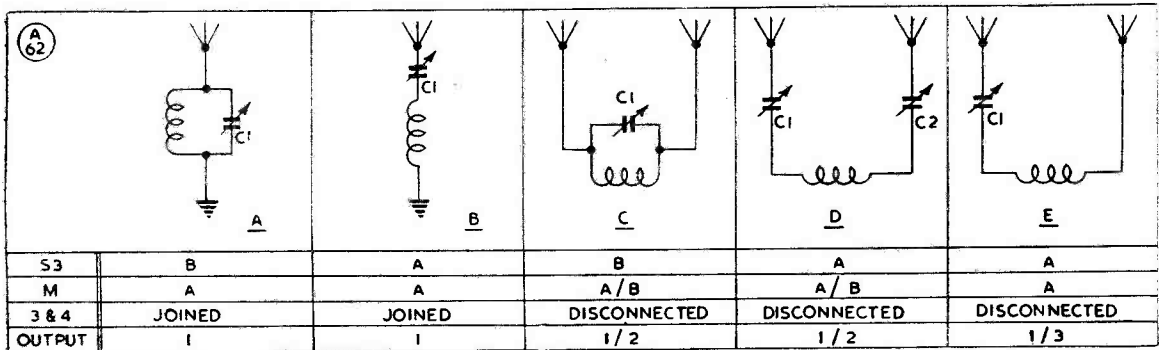 A
62
C1
A
C1
B
C1
C
C1
C2
D
C1
E
S3 B A B A A
M A A A/B A/B A
3 & 4 JOINED JOINED DISCONNECTED DISCONNECTED DISCONNECTED
OUTPUT 1 1 1/2 1/2 1/3